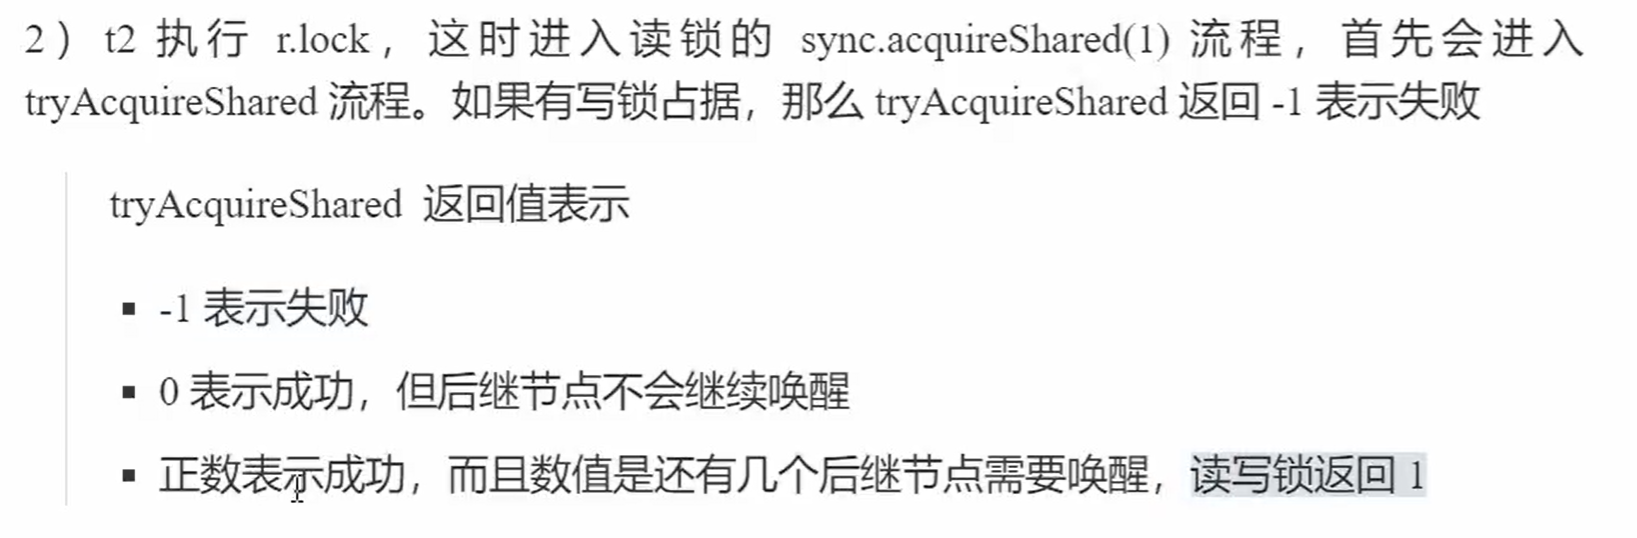 2） t2 执行 r.lock，这时进入读锁的 sync.acquireShared(1) 流程，首先会进入
tryAcquireShared 流程。如果有写锁占据，那么 tryAcquireShared 返回 -1 表示失败
tryAcquireShared 返回值表示
▪ -1 表示失败
▪ 0 表示成功，但后继节点不会继续唤醒
▪ 正数表示成功，而且数值是还有几个后继节点需要唤醒，读写锁返回 1